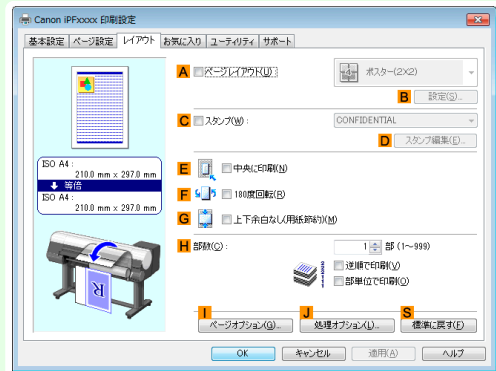 Canon iPFxxxx 印刷設定
基本設定 ページ設定 レイアウト お気に入り ユーティリティ サポート
A ページレイアウト(U): ポスター(2×2)
B 設定(S)...
C スタンプ(W): CONFIDENTIAL
D スタンプ編集(E)...
ISO A4:
210.0 mm x 297.0 mm
等倍
ISO A4:
210.0 mm x 297.0 mm
E 中央に印刷(N)
F 180度回転(R)
G 上下余白なし(用紙節約)(M)
H 部数(C): 1 部 (1~999)
逆順で印刷(V)
部単位で印刷(O)
R
I J S
ページオプション(G)... 処理オプション(L)... 標準に戻す(F)
OK キャンセル 適用(A) ヘルプ